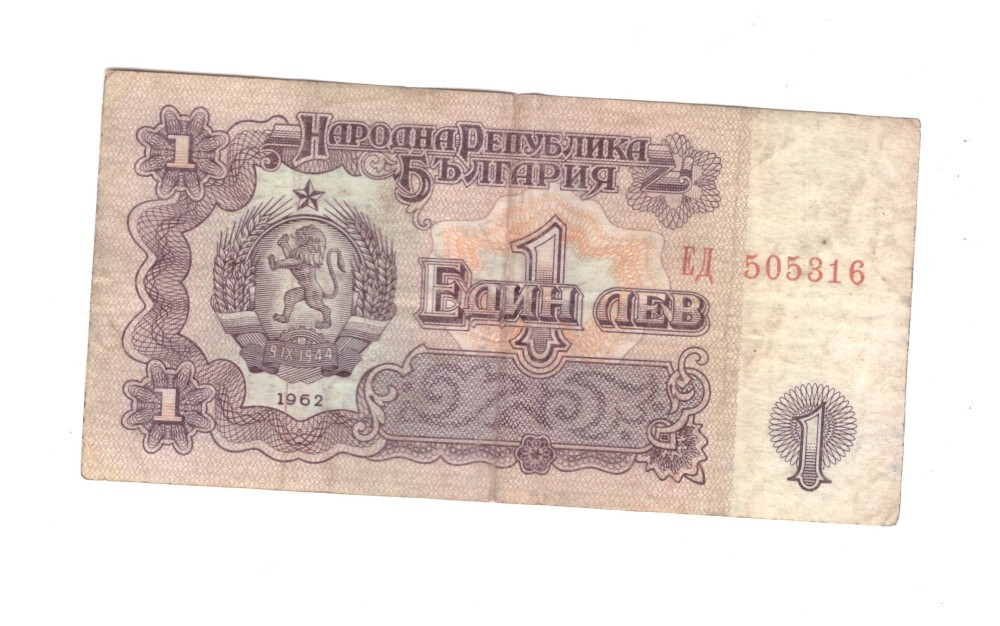 1
Народна Република
България
1
Един лев
ЕД 505316
9 IX 1944
1962
1
1